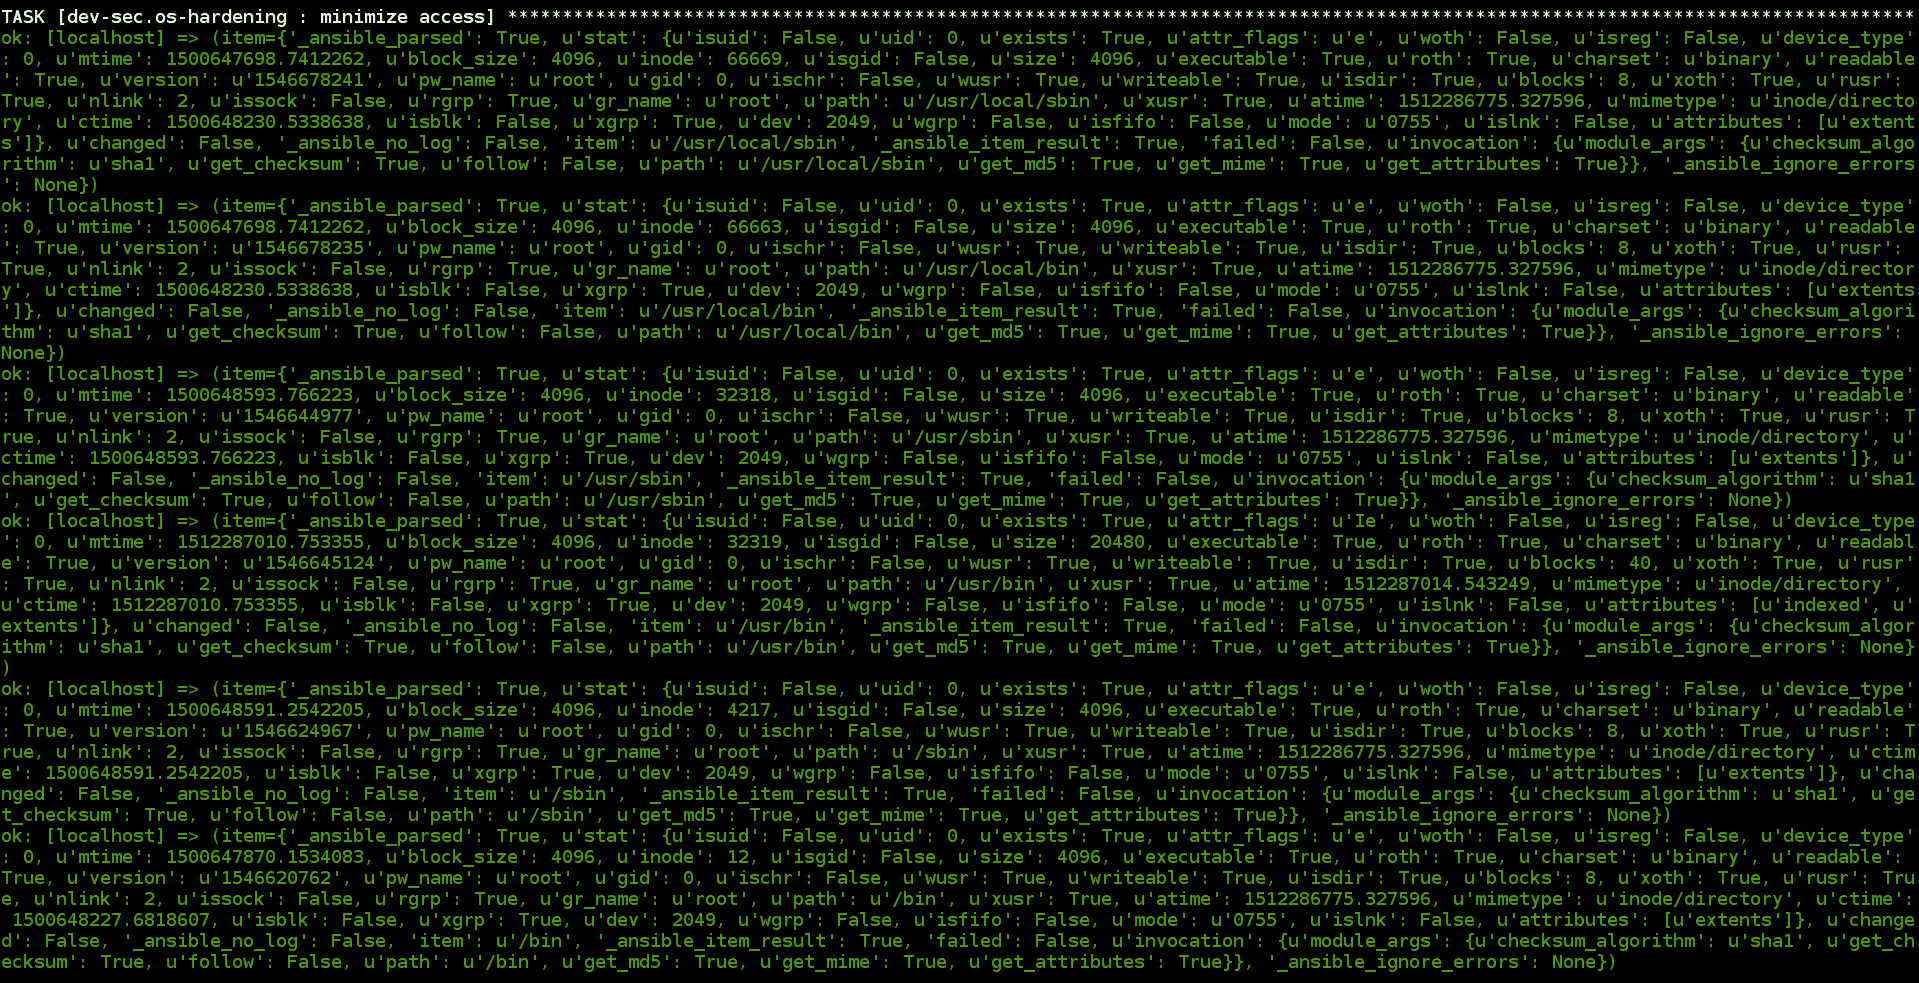 TASK [dev-sec.os-hardening : minimize access] ********************************************************************************************************************************
ok: [localhost] => (item={'_ansible_parsed': True, u'stat': {u'isuid': False, u'uid': 0, u'exists': True, u'attr_flags': u'e', u'woth': False, u'isreg': False, u'device_type'
: 0, u'mtime': 1500647698.7412262, u'block_size': 4096, u'inode': 66669, u'isgid': False, u'size': 4096, u'executable': True, u'roth': True, u'charset': u'binary', u'readable
': True, u'version': u'1546678241', u'pw_name': u'root', u'gid': 0, u'ischr': False, u'wusr': True, u'writeable': True, u'isdir': True, u'blocks': 8, u'xoth': True, u'rusr':
True, u'nlink': 2, u'issock': False, u'rgrp': True, u'gr_name': u'root', u'path': u'/usr/local/sbin', u'xusr': True, u'atime': 1512286775.327596, u'mimetype': u'inode/directo
ry', u'ctime': 1500648230.5338638, u'isblk': False, u'xgrp': True, u'dev': 2049, u'wgrp': False, u'isfifo': False, u'mode': u'0755', u'islnk': False, u'attributes': [u'extent
s']}, u'changed': False, '_ansible_no_log': False, 'item': u'/usr/local/sbin', '_ansible_item_result': True, 'failed': False, u'invocation': {u'module_args': {u'checksum_algo
rithm': u'sha1', u'get_checksum': True, u'follow': False, u'path': u'/usr/local/sbin', u'get_md5': True, u'get_mime': True, u'get_attributes': True}}, '_ansible_ignore_errors
': None})
ok: [localhost] => (item={'_ansible_parsed': True, u'stat': {u'isuid': False, u'uid': 0, u'exists': True, u'attr_flags': u'e', u'woth': False, u'isreg': False, u'device_type'
: 0, u'mtime': 1500647698.7412262, u'block_size': 4096, u'inode': 66663, u'isgid': False, u'size': 4096, u'executable': True, u'roth': True, u'charset': u'binary', u'readable
': True, u'version': u'1546678235', u'pw_name': u'root', u'gid': 0, u'ischr': False, u'wusr': True, u'writeable': True, u'isdir': True, u'blocks': 8, u'xoth': True, u'rusr':
True, u'nlink': 2, u'issock': False, u'rgrp': True, u'gr_name': u'root', u'path': u'/usr/local/bin', u'xusr': True, u'atime': 1512286775.327596, u'mimetype': u'inode/director
y', u'ctime': 1500648230.5338638, u'isblk': False, u'xgrp': True, u'dev': 2049, u'wgrp': False, u'isfifo': False, u'mode': u'0755', u'islnk': False, u'attributes': [u'extents
']}, u'changed': False, '_ansible_no_log': False, 'item': u'/usr/local/bin', '_ansible_item_result': True, 'failed': False, u'invocation': {u'module_args': {u'checksum_algori
thm': u'sha1', u'get_checksum': True, u'follow': False, u'path': u'/usr/local/bin', u'get_md5': True, u'get_mime': True, u'get_attributes': True}}, '_ansible_ignore_errors':
None})
ok: [localhost] => (item={'_ansible_parsed': True, u'stat': {u'isuid': False, u'uid': 0, u'exists': True, u'attr_flags': u'e', u'woth': False, u'isreg': False, u'device_type'
: 0, u'mtime': 1500648593.766223, u'block_size': 4096, u'inode': 32318, u'isgid': False, u'size': 4096, u'executable': True, u'roth': True, u'charset': u'binary', u'readable'
: True, u'version': u'1546644977', u'pw_name': u'root', u'gid': 0, u'ischr': False, u'wusr': True, u'writeable': True, u'isdir': True, u'blocks': 8, u'xoth': True, u'rusr': T
rue, u'nlink': 2, u'issock': False, u'rgrp': True, u'gr_name': u'root', u'path': u'/usr/sbin', u'xusr': True, u'atime': 1512286775.327596, u'mimetype': u'inode/directory', u'
ctime': 1500648593.766223, u'isblk': False, u'xgrp': True, u'dev': 2049, u'wgrp': False, u'isfifo': False, u'mode': u'0755', u'islnk': False, u'attributes': [u'extents']}, u'
changed': False, '_ansible_no_log': False, 'item': u'/usr/sbin', '_ansible_item_result': True, 'failed': False, u'invocation': {u'module_args': {u'checksum_algorithm': u'sha1
', u'get_checksum': True, u'follow': False, u'path': u'/usr/sbin', u'get_md5': True, u'get_mime': True, u'get_attributes': True}}, '_ansible_ignore_errors': None})
ok: [localhost] => (item={'_ansible_parsed': True, u'stat': {u'isuid': False, u'uid': 0, u'exists': True, u'attr_flags': u'Ie', u'woth': False, u'isreg': False, u'device_type
': 0, u'mtime': 1512287010.753355, u'block_size': 4096, u'inode': 32319, u'isgid': False, u'size': 20480, u'executable': True, u'roth': True, u'charset': u'binary', u'readabl
e': True, u'version': u'1546645124', u'pw_name': u'root', u'gid': 0, u'ischr': False, u'wusr': True, u'writeable': True, u'isdir': True, u'blocks': 40, u'xoth': True, u'rusr'
: True, u'nlink': 2, u'issock': False, u'rgrp': True, u'gr_name': u'root', u'path': u'/usr/bin', u'xusr': True, u'atime': 1512287014.543249, u'mimetype': u'inode/directory',
u'ctime': 1512287010.753355, u'isblk': False, u'xgrp': True, u'dev': 2049, u'wgrp': False, u'isfifo': False, u'mode': u'0755', u'islnk': False, u'attributes': [u'indexed', u'
extents']}, u'changed': False, '_ansible_no_log': False, 'item': u'/usr/bin', '_ansible_item_result': True, 'failed': False, u'invocation': {u'module_args': {u'checksum_algor
ithm': u'sha1', u'get_checksum': True, u'follow': False, u'path': u'/usr/bin', u'get_md5': True, u'get_mime': True, u'get_attributes': True}}, '_ansible_ignore_errors': None}
)
ok: [localhost] => (item={'_ansible_parsed': True, u'stat': {u'isuid': False, u'uid': 0, u'exists': True, u'attr_flags': u'e', u'woth': False, u'isreg': False, u'device_type'
: 0, u'mtime': 1500648591.2542205, u'block_size': 4096, u'inode': 4217, u'isgid': False, u'size': 4096, u'executable': True, u'roth': True, u'charset': u'binary', u'readable'
: True, u'version': u'1546624967', u'pw_name': u'root', u'gid': 0, u'ischr': False, u'wusr': True, u'writeable': True, u'isdir': True, u'blocks': 8, u'xoth': True, u'rusr': T
rue, u'nlink': 2, u'issock': False, u'rgrp': True, u'gr_name': u'root', u'path': u'/sbin', u'xusr': True, u'atime': 1512286775.327596, u'mimetype': u'inode/directory', u'ctim
e': 1500648591.2542205, u'isblk': False, u'xgrp': True, u'dev': 2049, u'wgrp': False, u'isfifo': False, u'mode': u'0755', u'islnk': False, u'attributes': [u'extents']}, u'cha
nged': False, '_ansible_no_log': False, 'item': u'/sbin', '_ansible_item_result': True, 'failed': False, u'invocation': {u'module_args': {u'checksum_algorithm': u'sha1', u'ge
t_checksum': True, u'follow': False, u'path': u'/sbin', u'get_md5': True, u'get_mime': True, u'get_attributes': True}}, '_ansible_ignore_errors': None})
ok: [localhost] => (item={'_ansible_parsed': True, u'stat': {u'isuid': False, u'uid': 0, u'exists': True, u'attr_flags': u'e', u'woth': False, u'isreg': False, u'device_type'
: 0, u'mtime': 1500647870.1534083, u'block_size': 4096, u'inode': 12, u'isgid': False, u'size': 4096, u'executable': True, u'roth': True, u'charset': u'binary', u'readable':
True, u'version': u'1546620762', u'pw_name': u'root', u'gid': 0, u'ischr': False, u'wusr': True, u'writeable': True, u'isdir': True, u'blocks': 8, u'xoth': True, u'rusr': Tru
e, u'nlink': 2, u'issock': False, u'rgrp': True, u'gr_name': u'root', u'path': u'/bin', u'xusr': True, u'atime': 1512286775.327596, u'mimetype': u'inode/directory', u'ctime':
 1500648227.6818607, u'isblk': False, u'xgrp': True, u'dev': 2049, u'wgrp': False, u'isfifo': False, u'mode': u'0755', u'islnk': False, u'attributes': [u'extents']}, u'change
d': False, '_ansible_no_log': False, 'item': u'/bin', '_ansible_item_result': True, 'failed': False, u'invocation': {u'module_args': {u'checksum_algorithm': u'sha1', u'get_ch
ecksum': True, u'follow': False, u'path': u'/bin', u'get_md5': True, u'get_mime': True, u'get_attributes': True}}, '_ansible_ignore_errors': None})